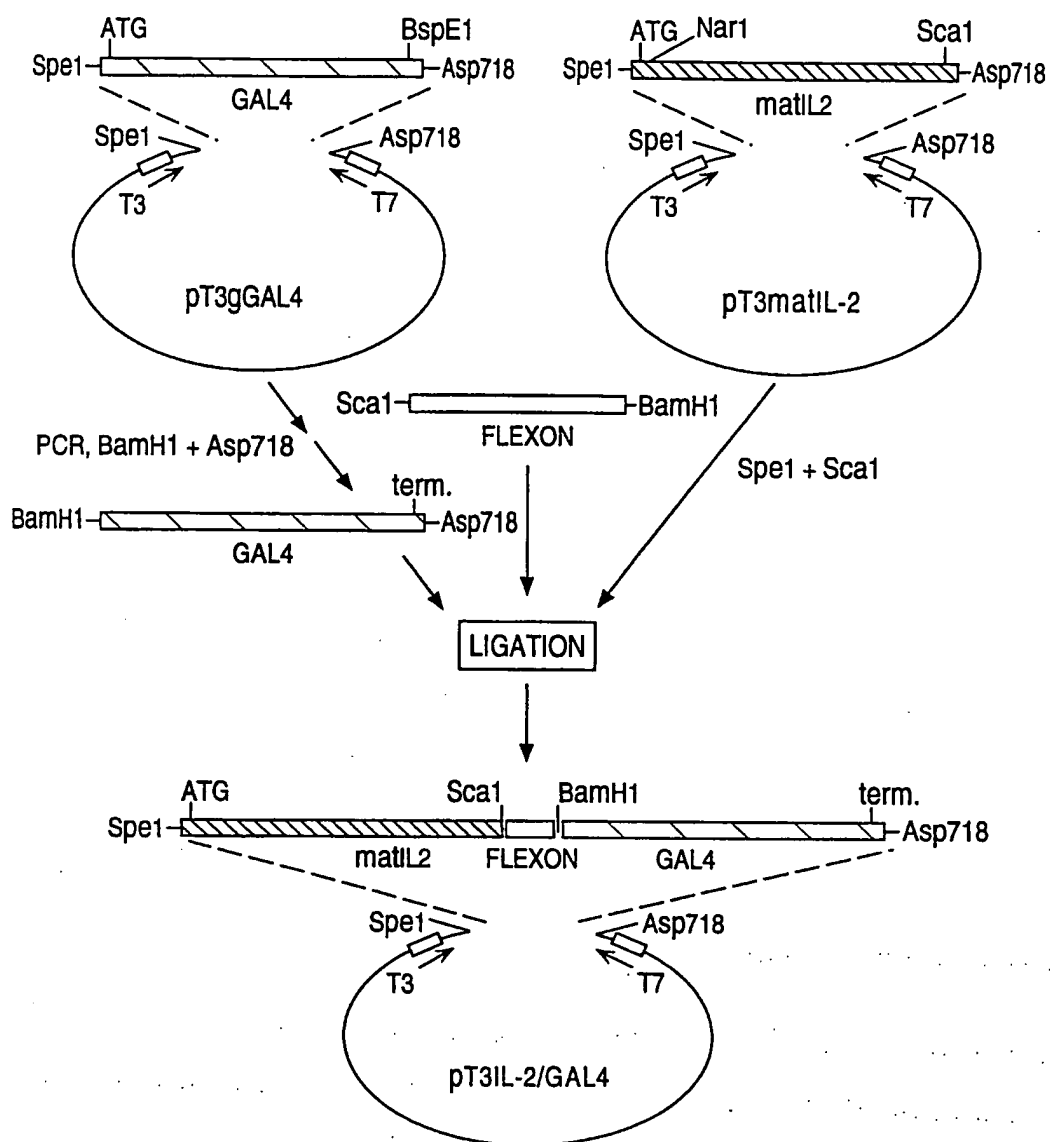 ATG
BspE1
Spe1
Asp718
GAL4
Spe1
Asp718
T3
T7
pT3gGAL4
ATG
Nar1
Sca1
Spe1
Asp718
matIL2
Spe1
Asp718
T3
T7
pT3matIL-2
Sca1
BamH1
FLEXON
PCR, BamH1 + Asp718
Spe1 + Sca1
term.
BamH1
Asp718
GAL4
LIGATION
ATG
Sca1
BamH1
term.
Spe1
Asp718
matIL2
FLEXON
GAL4
Spe1
Asp718
T3
T7
pT3IL-2/GAL4